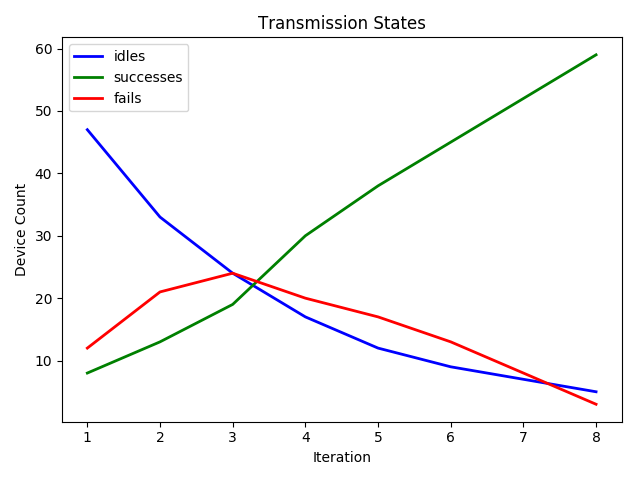 Transmission States
idles
successes
fails
Device Count
60
50
40
30
20
10
1 2 3 4 5 6 7 8
Iteration